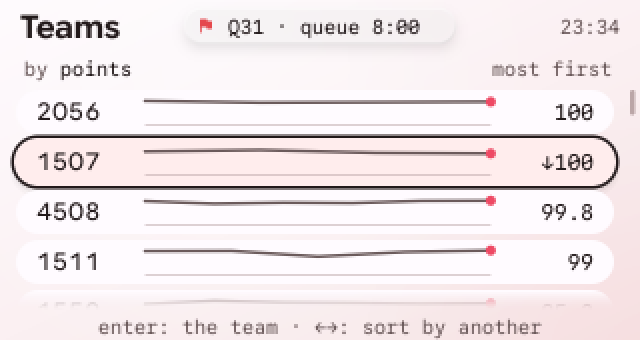 Teams
Q31 · queue 8:00
23:34
by points
most first
2056 100
1507 ↓100
4508 99.8
1511 99
enter: the team · ↔: sort by another